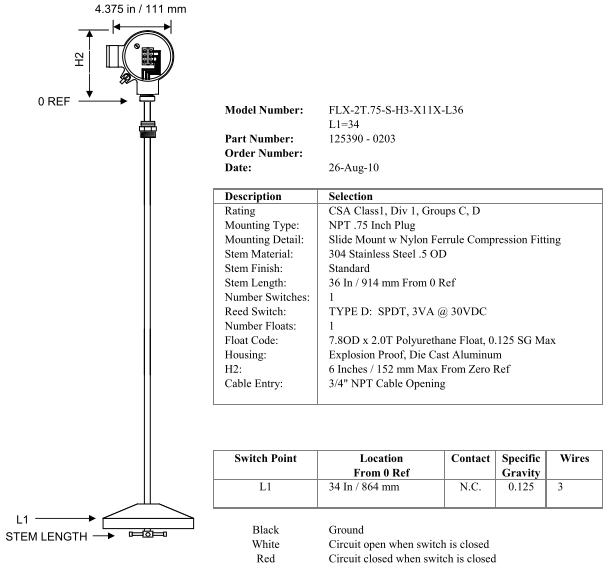 4.375 in / 111 mm
H2
0 REF
Model Number: FLX-2T.75-S-H3-X11X-L36
L1=34
Part Number: 125390 - 0203
Order Number:
Date: 26-Aug-10
Description Selection
Rating CSA Class1, Div 1, Groups C, D
Mounting Type: NPT .75 Inch Plug
Mounting Detail: Slide Mount w Nylon Ferrule Compression Fitting
Stem Material: 304 Stainless Steel .5 OD
Stem Finish: Standard
Stem Length: 36 In / 914 mm From 0 Ref
Number Switches: 1
Reed Switch: TYPE D: SPDT, 3VA @ 30VDC
Number Floats: 1
Float Code: 7.8OD x 2.0T Polyurethane Float, 0.125 SG Max
Housing: Explosion Proof, Die Cast Aluminum
H2: 6 Inches / 152 mm Max From Zero Ref
Cable Entry: 3/4" NPT Cable Opening
Switch Point Location Contact Specific Wires
From 0 Ref Gravity
L1 34 In / 864 mm N.C. 0.125 3
L1
STEM LENGTH
Black Ground
White Circuit open when switch is closed
Red Circuit closed when switch is closed